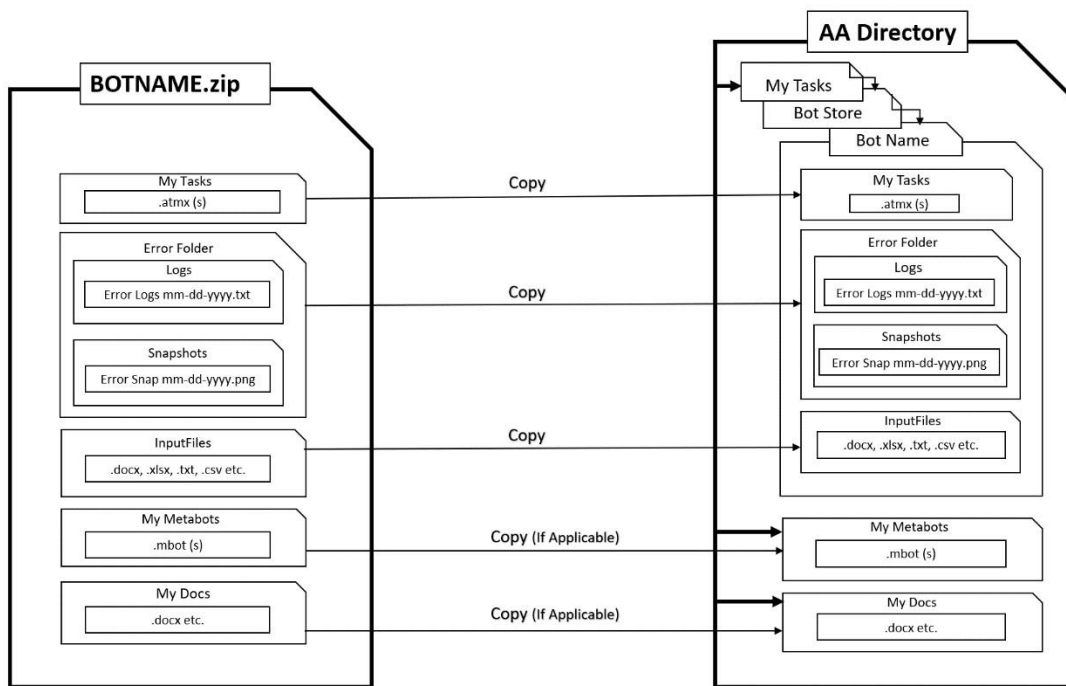 BOTNAME.zip
My Tasks
.atmx (s)
Error Folder
Logs
Error Logs mm-dd-yyyy.txt
Snapshots
Error Snap mm-dd-yyyy.png
InputFiles
.docx, .xlsx, .txt, .csv etc.
My Metabots
.mbot (s)
My Docs
.docx etc.
Copy
Copy
Copy
Copy (If Applicable)
Copy (If Applicable)
AA Directory
My Tasks
Bot Store
Bot Name
My Tasks
.atmx (s)
Error Folder
Logs
Error Logs mm-dd-yyyy.txt
Snapshots
Error Snap mm-dd-yyyy.png
InputFiles
.docx, .xlsx, .txt, .csv etc.
My Metabots
.mbot (s)
My Docs
.docx etc.